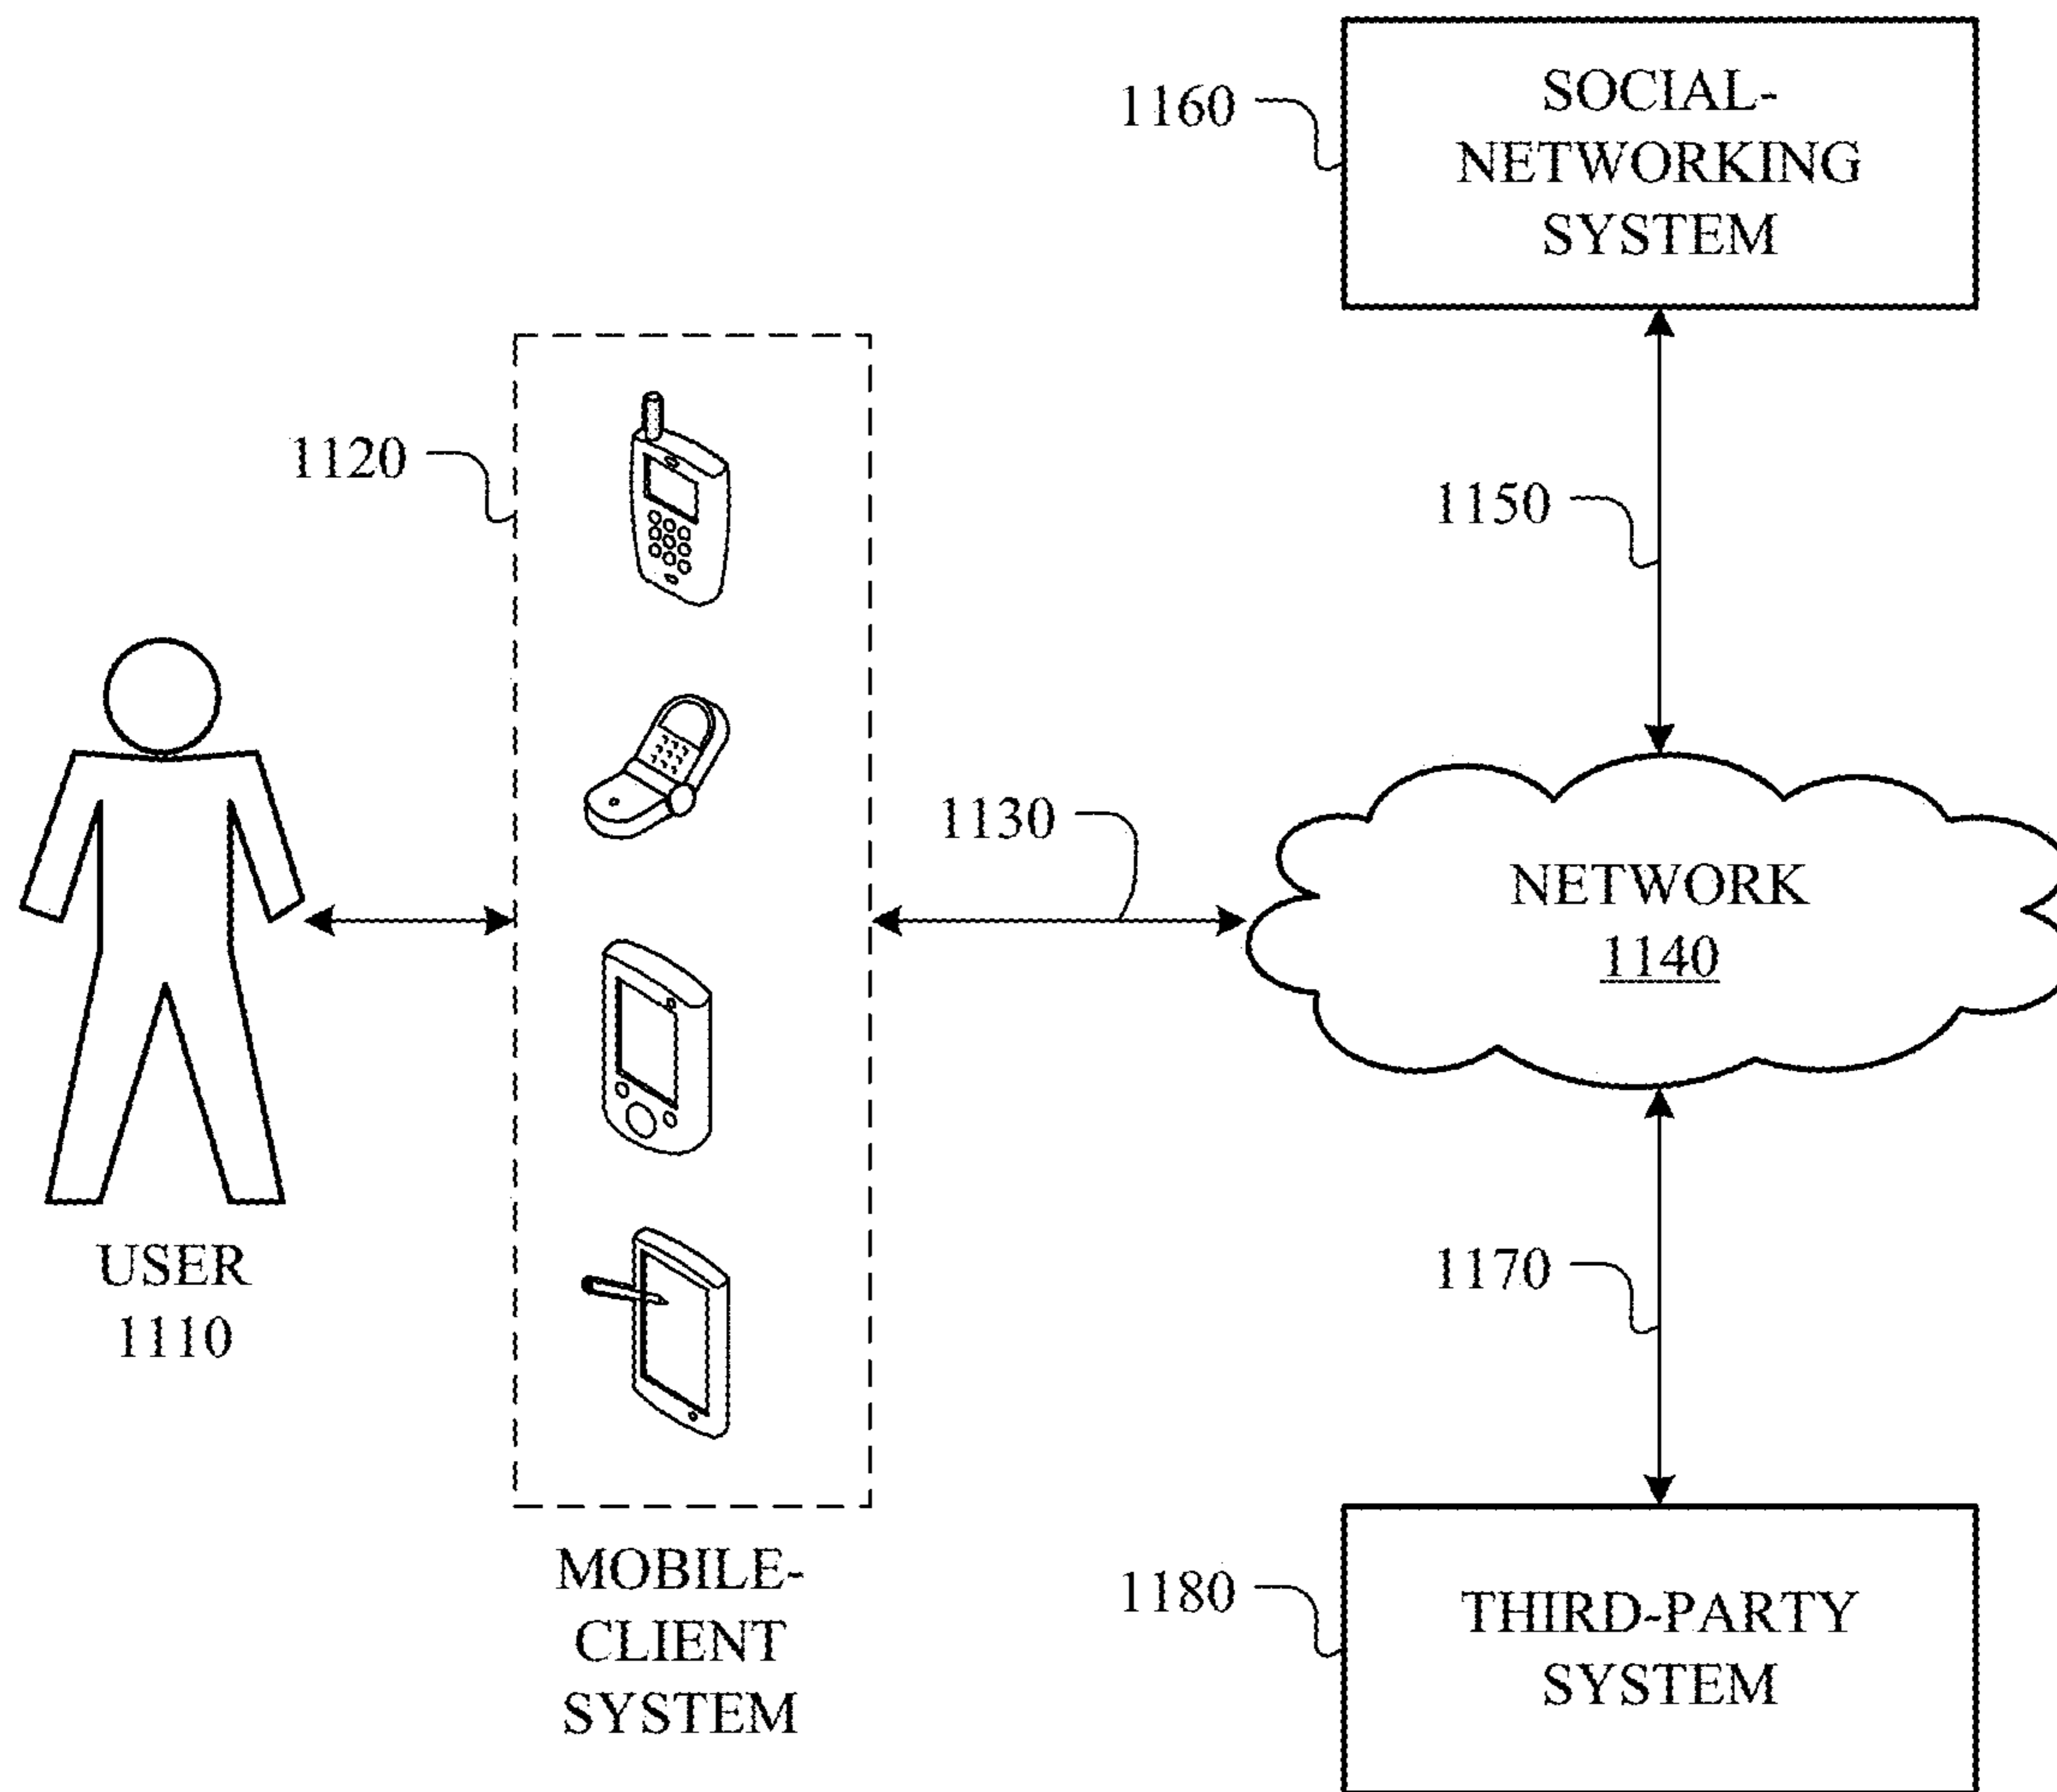 1160
SOCIAL-
NETWORKING
SYSTEM
1120
1150
1130
NETWORK
1140
USER
1110
1170
MOBILE-
CLIENT
SYSTEM
1180
THIRD-PARTY
SYSTEM